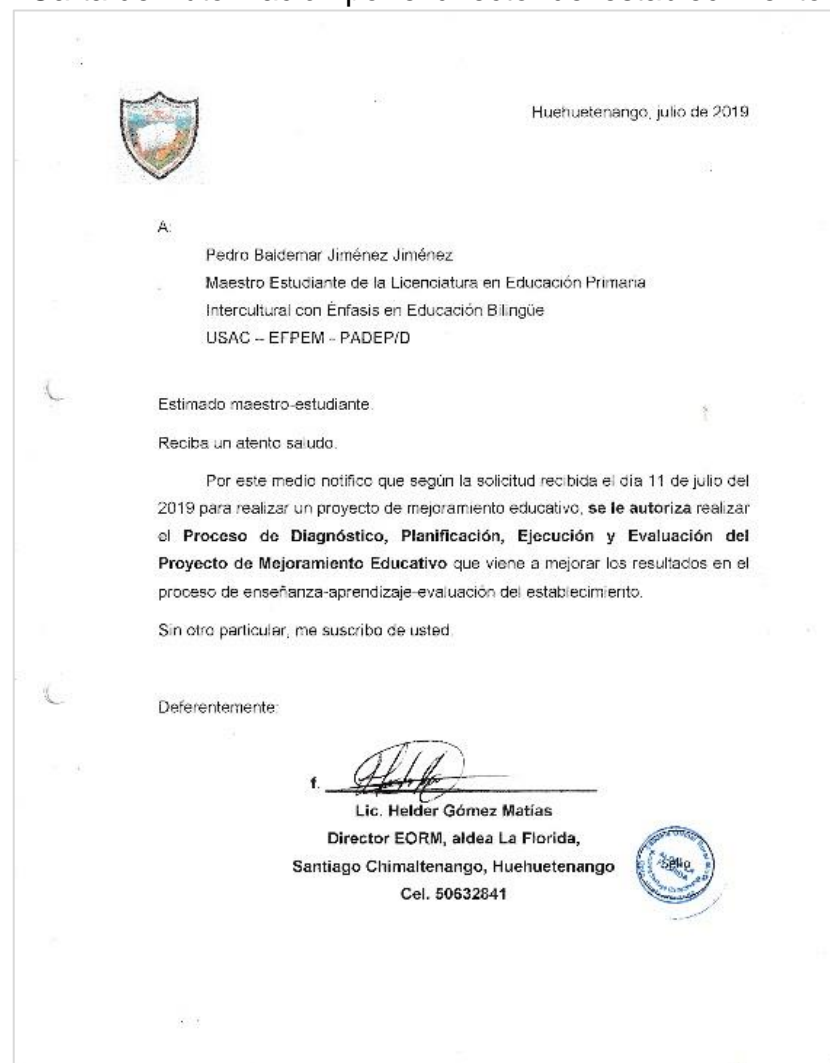 Huehuetenango, julio de 2019
A:
Pedro Baldemar Jiménez Jiménez
Maestro Estudiante de la Licenciatura en Educación Primaria
Intercultural con Énfasis en Educación Bilingüe
USAC – EFPEM – PADEP/D
Estimado maestro-estudiante.
Reciba un atento saludo.
Por este medio notifico que según la solicitud recibida el día 11 de julio del
2019 para realizar un proyecto de mejoramiento educativo, se le autoriza realizar
el Proceso de Diagnóstico, Planificación, Ejecución y Evaluación del
Proyecto de Mejoramiento Educativo que viene a mejorar los resultados en el
proceso de enseñanza-aprendizaje-evaluación del establecimiento.
Sin otro particular, me suscribo de usted.
Deferentemente:
f.
Lic. Helder Gómez Matías
Director EORM, aldea La Florida,
Santiago Chimaltenango, Huehuetenango
Cel. 50632841
Sello